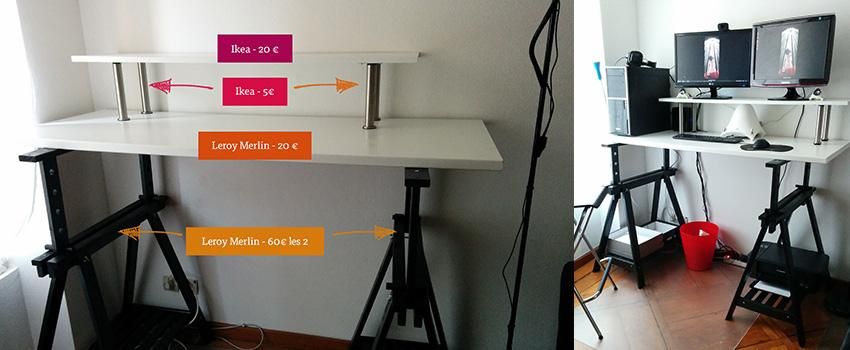 Ikea - 20 €
Ikea - 5€
Leroy Merlin - 20 €
Leroy Merlin - 60€ les 2